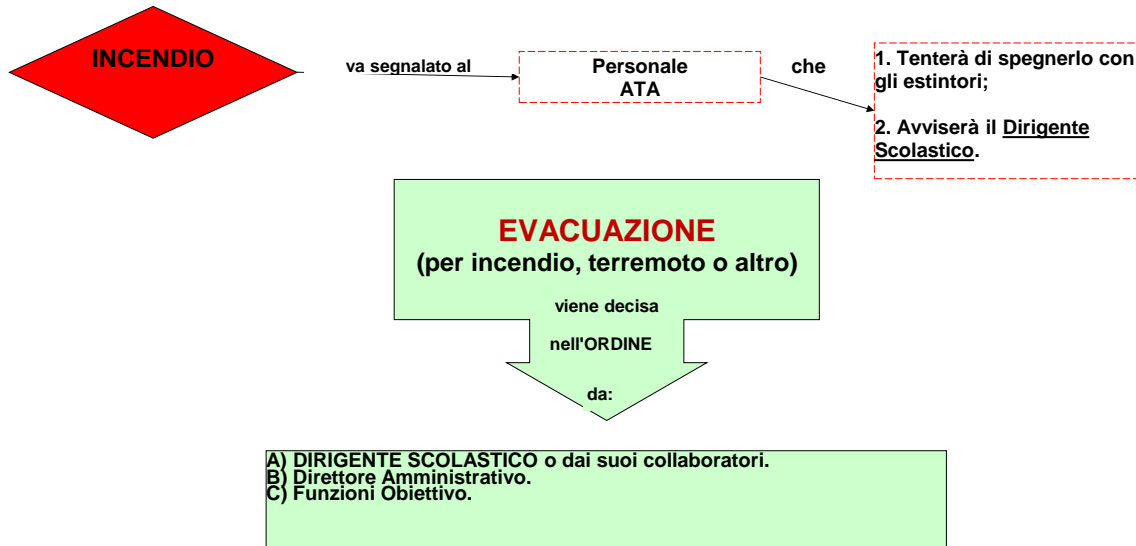 INCENDIO
va segnalato al
Personale
ATA
che
1. Tenterà di spegnerlo con
gli estintori;
2. Avviserà il Dirigente
Scolastico.
EVACUAZIONE
(per incendio, terremoto o altro)
viene decisa
nell'ORDINE
da:
A) DIRIGENTE SCOLASTICO o dai suoi collaboratori.
B) Direttore Amministrativo.
C) Funzioni Obiettivo.